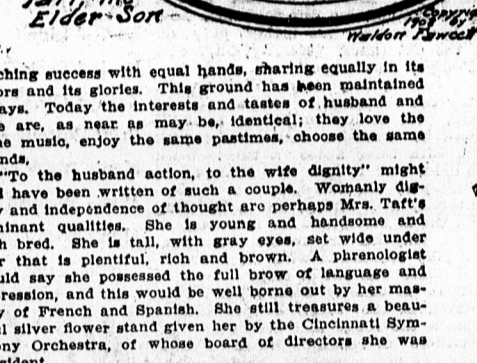 Elder Son
Copyright
1908 by
Waldon Fawcett
ching success with equal hands, sharing equally in its
ors and its glories. This ground has been maintained
ays. Today the interests and tastes of husband and
e are, as near as may be, identical; they love the
e music, enjoy the same pastimes, choose the same
nds,
"To the husband action, to the wife dignity" might
l have been written of such a couple. Womanly dig-
y and independence of thought are perhaps Mrs. Taft's
minant qualities. She is young and handsome and
h bred. She is tall, with gray eyes, set wide under
r that is plentiful, rich and brown. A phrenologist
uld say she possessed the full brow of language and
ression, and this would be well borne out by her mas-
y of French and Spanish. She still treasures a beau-
l silver flower stand given her by the Cincinnati Sym-
ony Orchestra, of whose board of directors she was
sident.